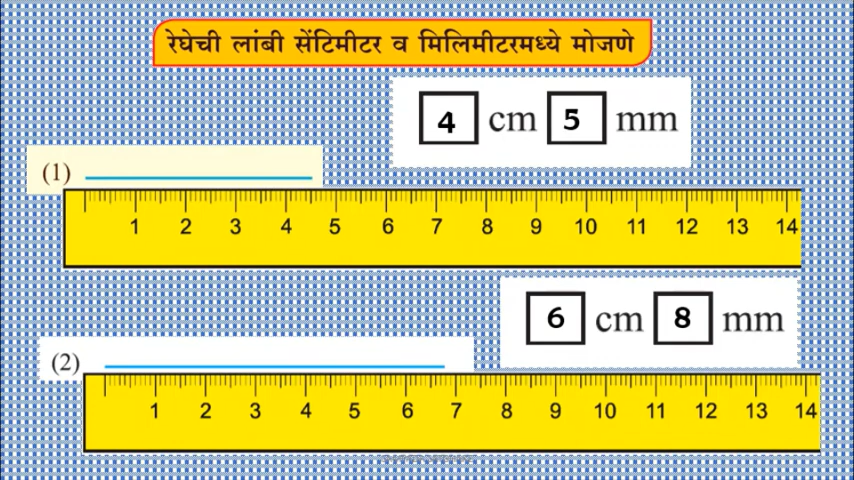 रेघेची लांबी सेंटिमीटर व मिलिमीटरमध्ये मोजणे
4 cm 5 mm
(1)
1 2 3 4 5 6 7 8 9 10 11 12 13 14
6 cm 8 mm
(2)
1 2 3 4 5 6 7 8 9 10 11 12 13 14